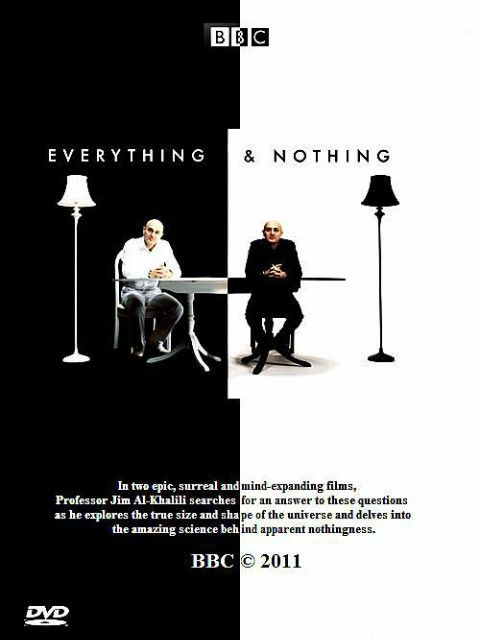 BBC
EVERYTHING & NOTHING
In two epic, surreal and mind-expanding films,
Professor Jim Al-Khalili searches for an answer to these questions
as he explores the true size and shape of the universe and delves into
the amazing science behind apparent nothingness.
BBC © 2011
DVD